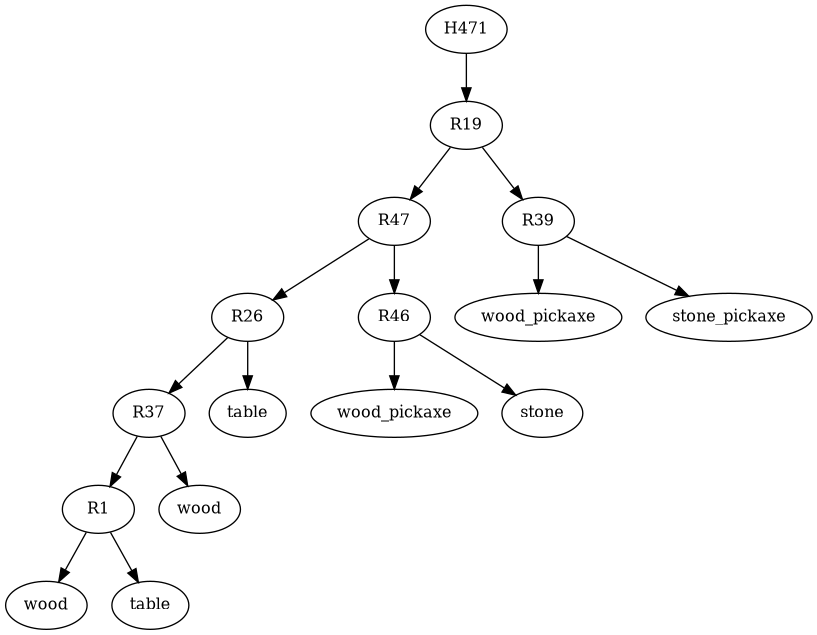 H471
R19
R47
R39
R26
R46
wood_pickaxe
stone_pickaxe
R37
table
wood_pickaxe
stone
R1
wood
wood
table